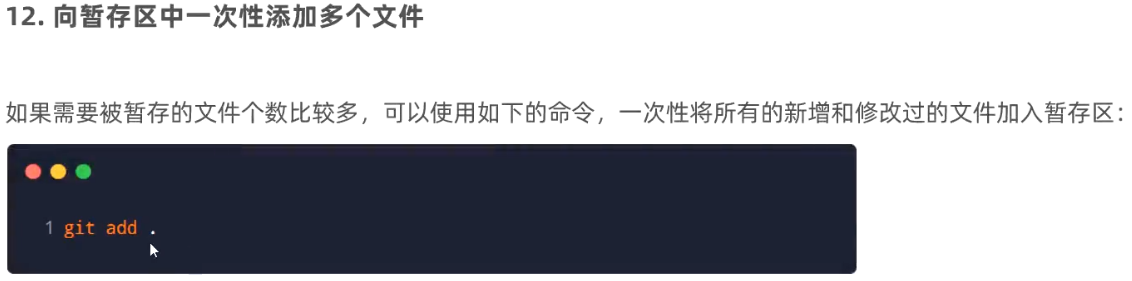 12. 向暂存区中一次性添加多个文件
如果需要被暂存的文件个数比较多，可以使用如下的命令，一次性将所有的新增和修改过的文件加入暂存区：
1 git add .